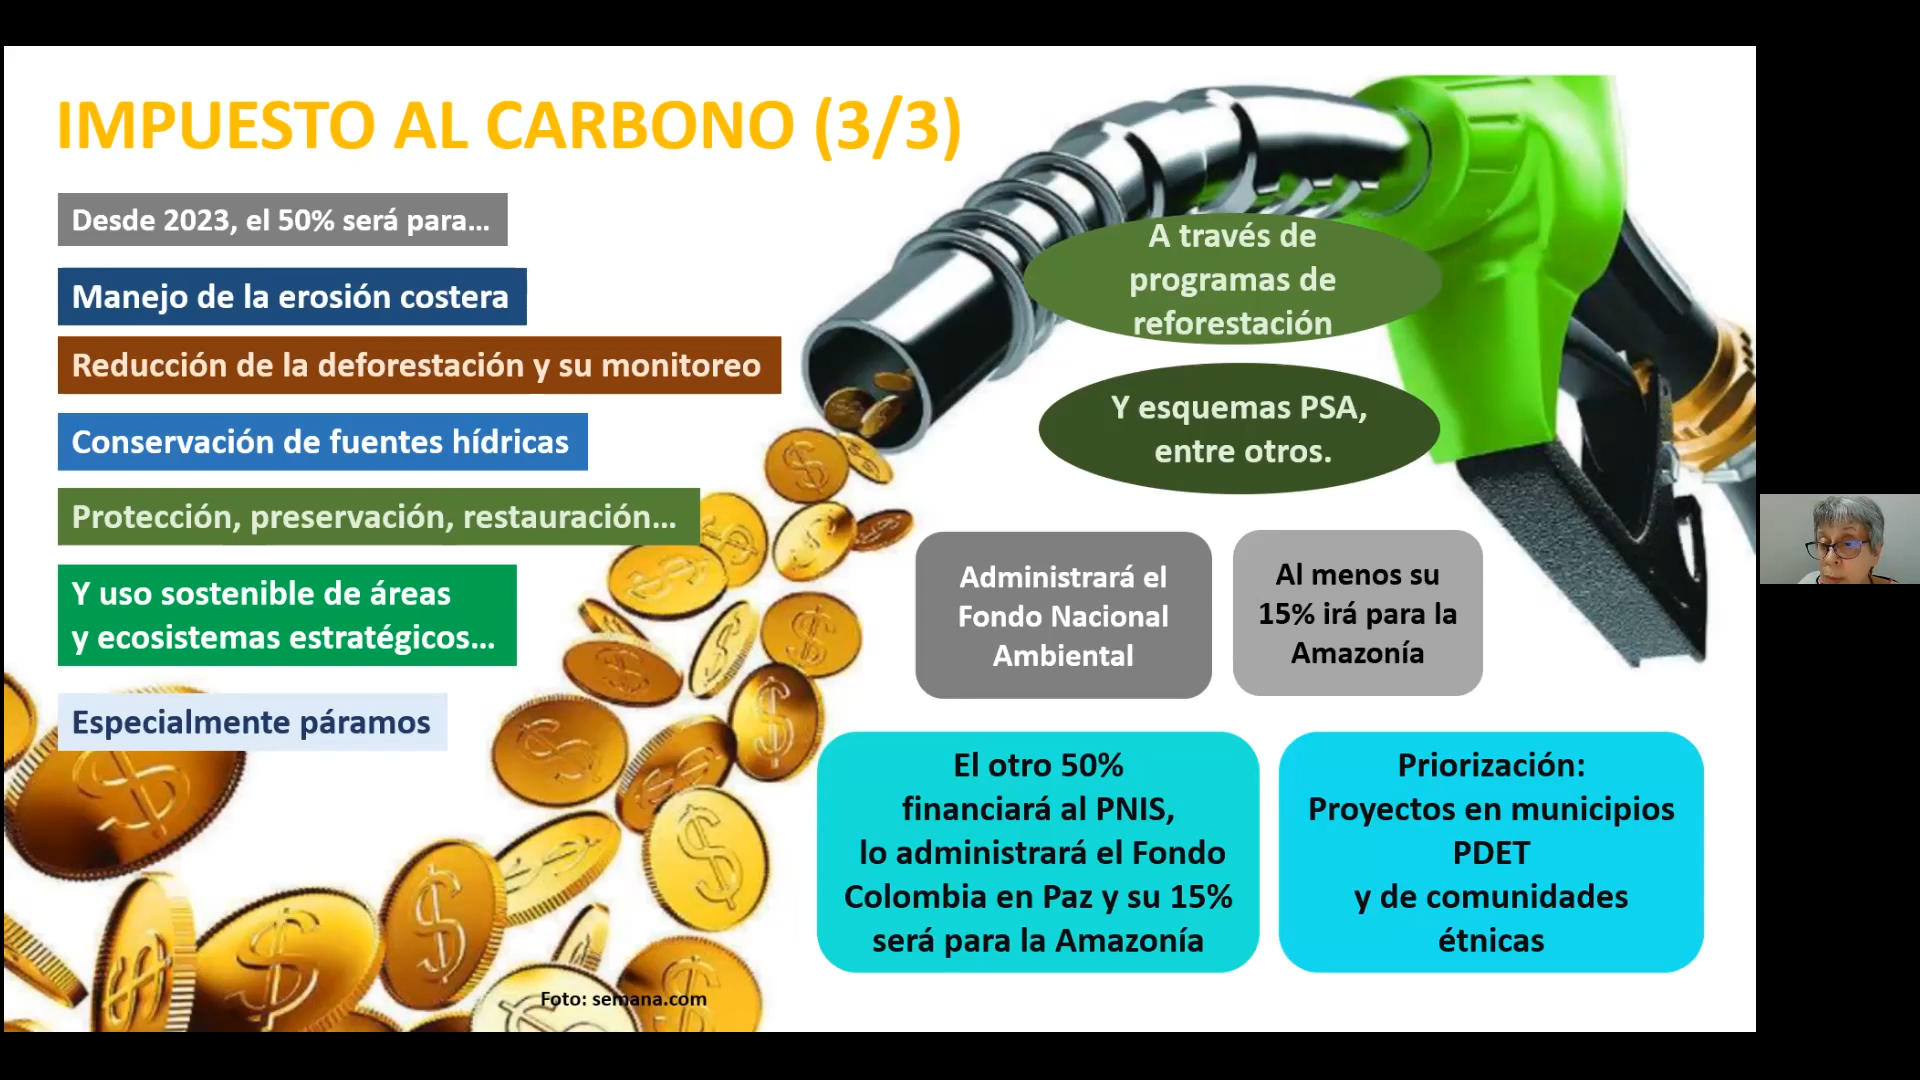 IMPUESTO AL CARBONO (3/3)
Desde 2023, el 50% será para...
Manejo de la erosión costera
Reducción de la deforestación y su monitoreo
Conservación de fuentes hídricas
Protección, preservación, restauración...
Y uso sostenible de áreas
y ecosistemas estratégicos...
Especialmente páramos
A través de
programas de
reforestación
Y esquemas PSA,
entre otros.
Administrará el
Fondo Nacional
Ambiental
Al menos su
15% irá para la
Amazonía
El otro 50%
financiará al PNIS,
lo administrará el Fondo
Colombia en Paz y su 15%
será para la Amazonía
Priorización:
Proyectos en municipios
PDET
y de comunidades
étnicas
Foto: semana.com